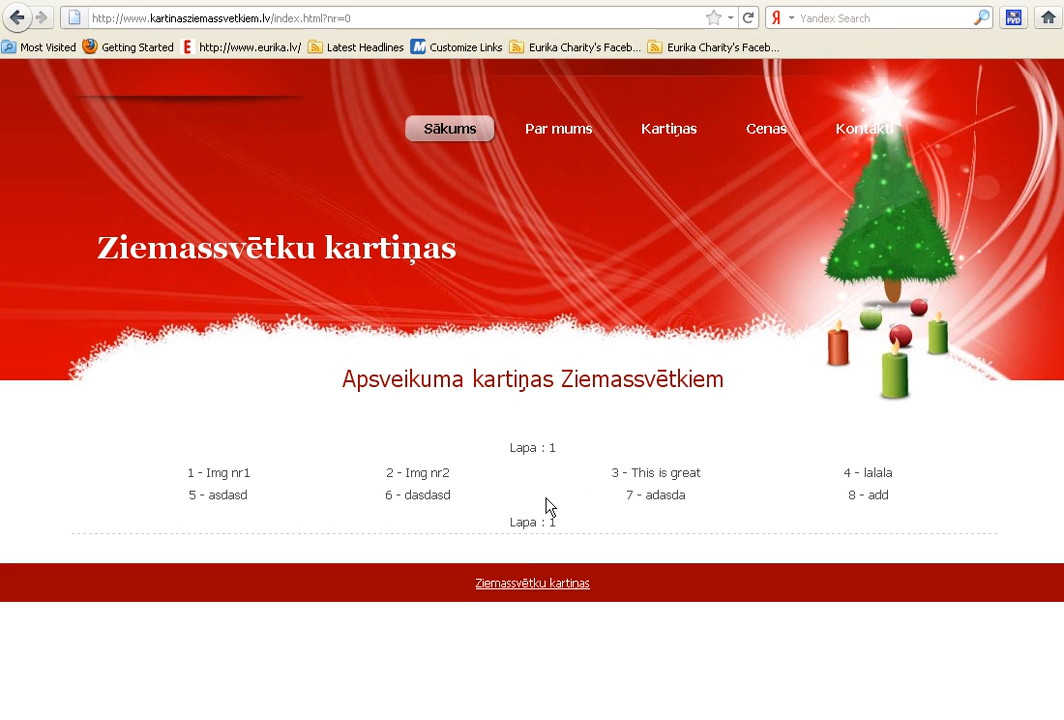 http://www.kartinasziemassvetkiem.lv/index.html?nr=0
Yandex Search
Most Visited
Getting Started
http://www.eurika.lv/
Latest Headlines
Customize Links
Eurika Charity's Faceb...
Eurika Charity's Faceb...
Sākums
Par mums
Kartiņas
Cenas
Kontakti
Ziemassvētku kartiņas
Apsveikuma kartiņas Ziemassvētkiem
Lapa : 1
1 - Img nr1 2 - Img nr2 3 - This is great 4 - lalala
5 - asdasd 6 - dasdasd 7 - adasda 8 - add
Lapa : 1
Ziemassvētku kartiņas